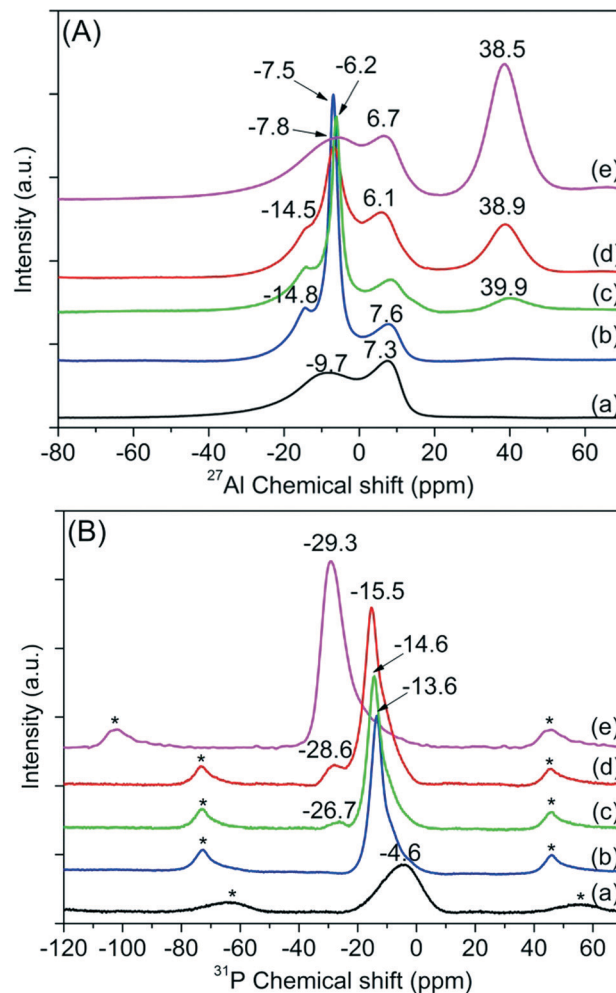 (A)
38.5
-7.5
-6.2
-7.8
6.7
(e)
-14.5
6.1
38.9
(d)
39.9
(c)
-14.8
7.6
(b)
-9.7
7.3
(a)
Intensity (a.u.)
-80 -60 -40 -20 0 20 40 60
²⁷Al Chemical shift (ppm)
(B)
-29.3
-15.5
-14.6
-13.6
* * (e)
-28.6
* * (d)
-26.7
* * (c)
* * (b)
-4.6
* * (a)
Intensity (a.u.)
-120 -100 -80 -60 -40 -20 0 20 40 60
³¹P Chemical shift (ppm)